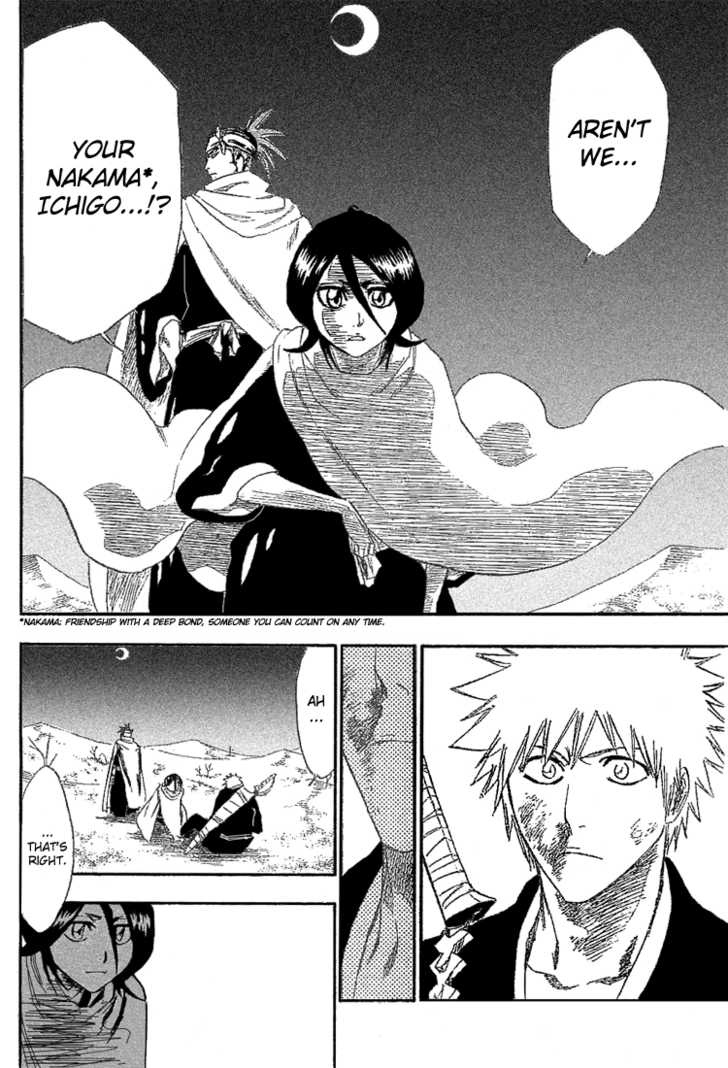 AREN'T
WE...
YOUR
NAKAMA*,
ICHIGO...!?
*NAKAMA: FRIENDSHIP WITH A DEEP BOND, SOMEONE YOU CAN COUNT ON ANY TIME.
AH
...
...
THAT'S
RIGHT.